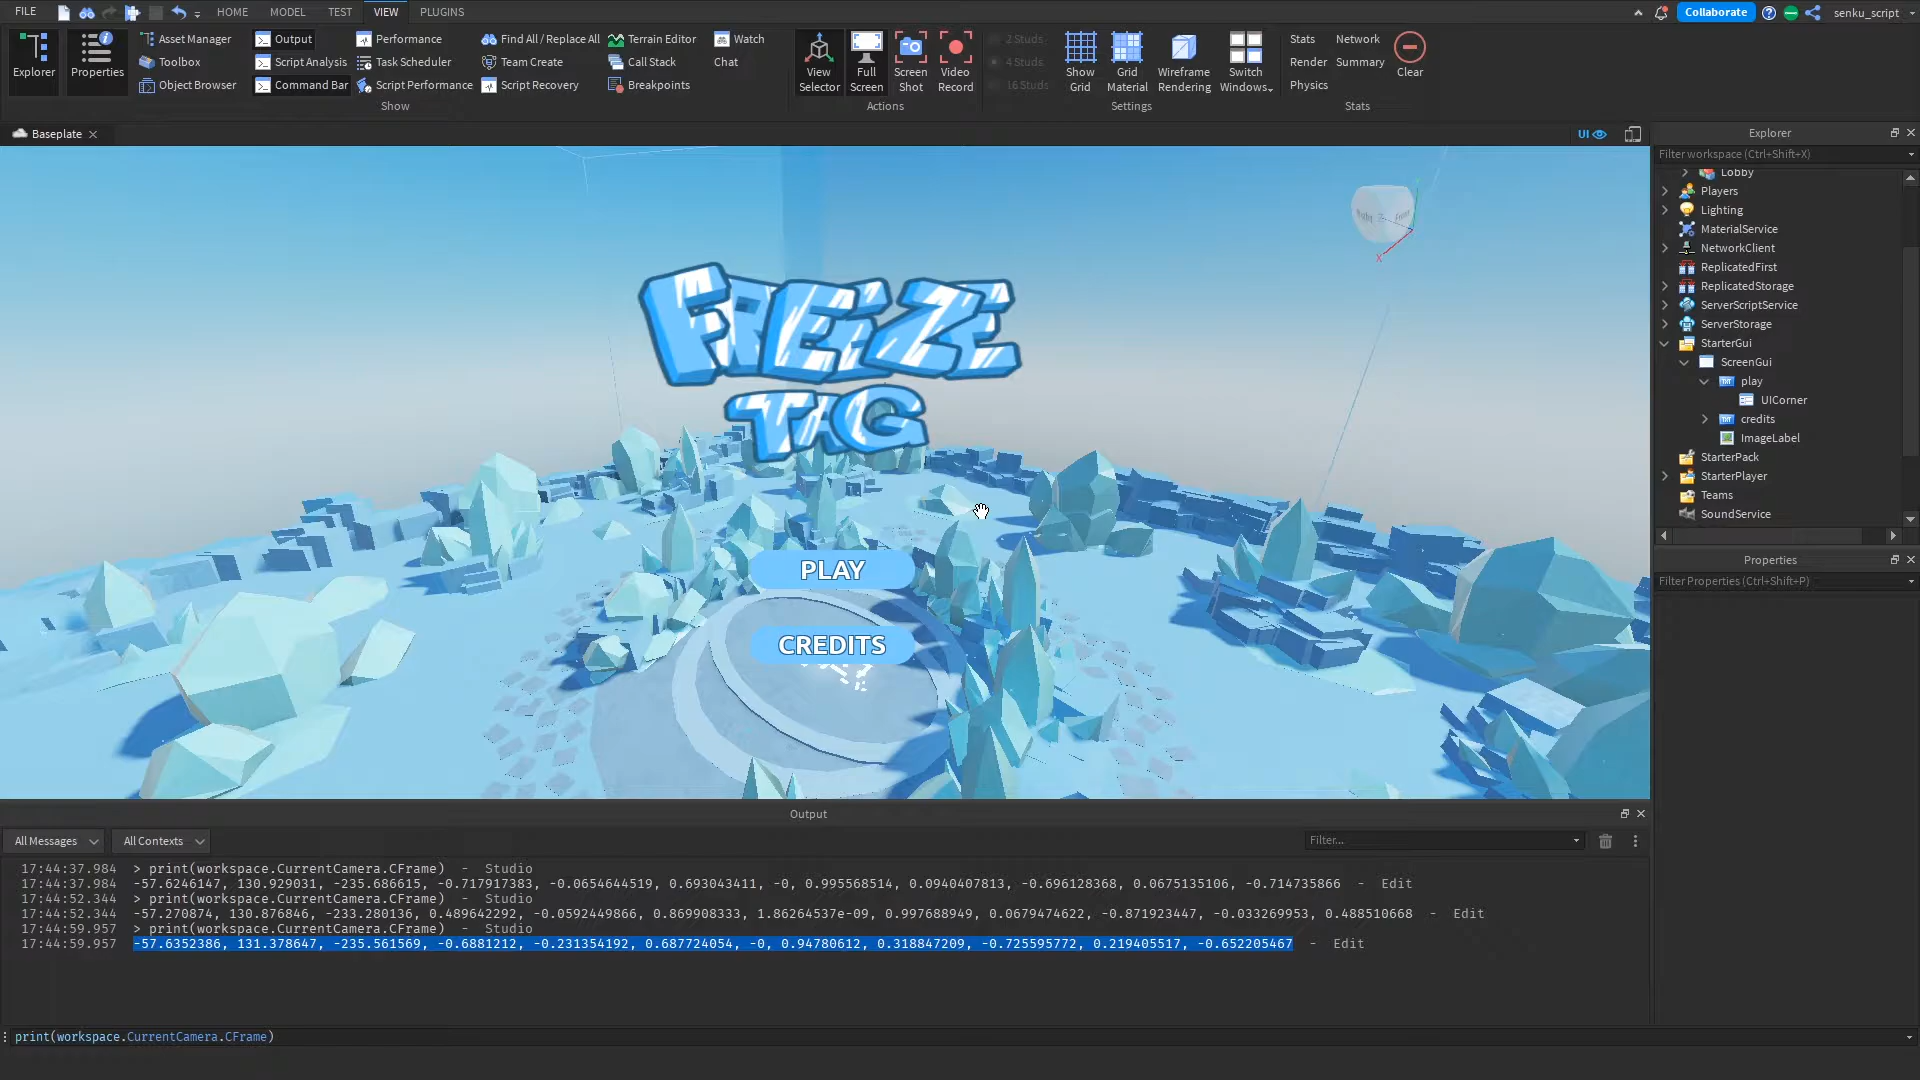 FILE HOME MODEL TEST VIEW PLUGINS Collaborate senku_script
Explorer
Properties
Asset Manager
Toolbox
Object Browser
Output
Script Analysis
Command Bar
Performance
Task Scheduler
Script Performance
Find All / Replace All
Team Create
Script Recovery
Terrain Editor
Call Stack
Breakpoints
Watch
Chat
Show
View Selector
Full Screen
Screen Shot
Video Record
Actions
2 Studs
4 Studs
16 Studs
Show Grid
Grid Material
Wireframe Rendering
Switch Windows
Settings
Stats
Render
Physics
Network
Summary
Clear
Stats
Baseplate
UI
FREEZE
TAG
PLAY
CREDITS
X
Explorer
Filter workspace (Ctrl+Shift+X)
Lobby
Players
Lighting
MaterialService
NetworkClient
ReplicatedFirst
ReplicatedStorage
ServerScriptService
ServerStorage
StarterGui
ScreenGui
play
UICorner
credits
ImageLabel
StarterPack
StarterPlayer
Teams
SoundService
Properties
Filter Properties (Ctrl+Shift+P)
Output
All Messages All Contexts Filter...
17:44:37.984 > print(workspace.CurrentCamera.CFrame) - Studio
17:44:37.984 -57.6246147, 130.929031, -235.686615, -0.717917383, -0.0654644519, 0.693043411, -0, 0.995568514, 0.0940407813, -0.696128368, 0.0675135106, -0.714735866 - Edit
17:44:52.344 > print(workspace.CurrentCamera.CFrame) - Studio
17:44:52.344 -57.270874, 130.876846, -233.280136, 0.489642292, -0.0592449866, 0.869908333, 1.86264537e-09, 0.997688949, 0.0679474622, -0.871923447, -0.033269953, 0.488510668 - Edit
17:44:59.957 > print(workspace.CurrentCamera.CFrame) - Studio
17:44:59.957 -57.6352386, 131.378647, -235.561569, -0.6881212, -0.231354192, 0.687724054, -0, 0.94780612, 0.318847209, -0.725595772, 0.219405517, -0.652205467 - Edit
print(workspace.CurrentCamera.CFrame)